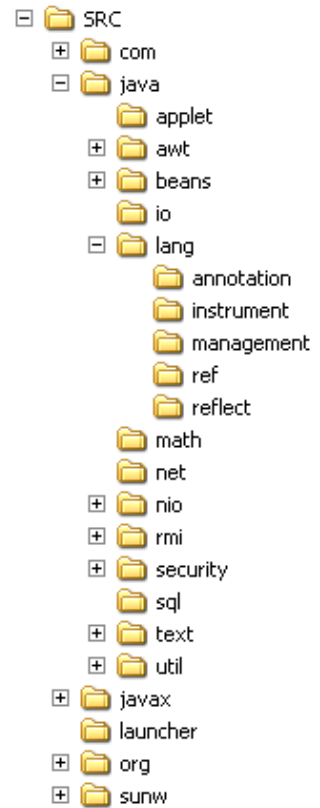 SRC
com
java
applet
awt
beans
io
lang
annotation
instrument
management
ref
reflect
math
net
nio
rmi
security
sql
text
util
javax
launcher
org
sunw